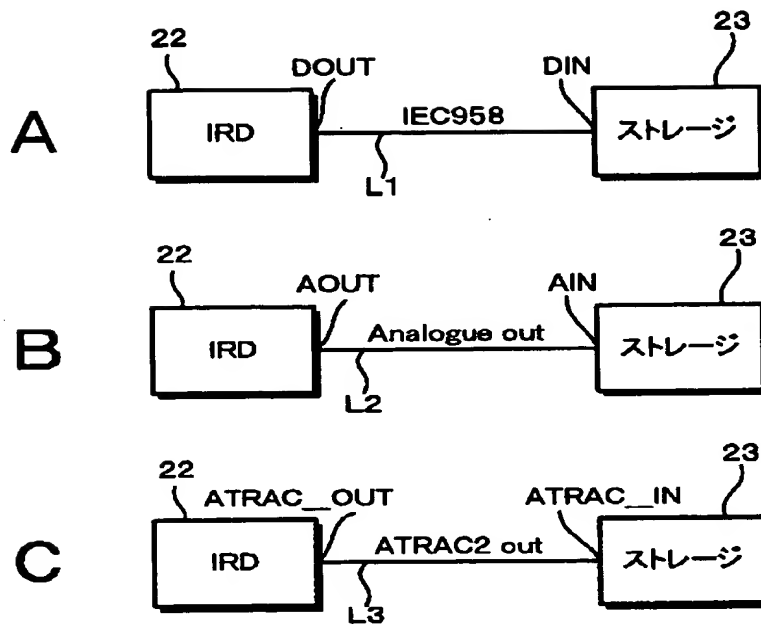 22
23
DOUT
DIN
A
IRD
IEC958
ストレージ
L1
22
23
AOUT
AIN
B
IRD
Analogue out
ストレージ
L2
22
23
ATRAC_OUT
ATRAC_IN
C
IRD
ATRAC2 out
ストレージ
L3